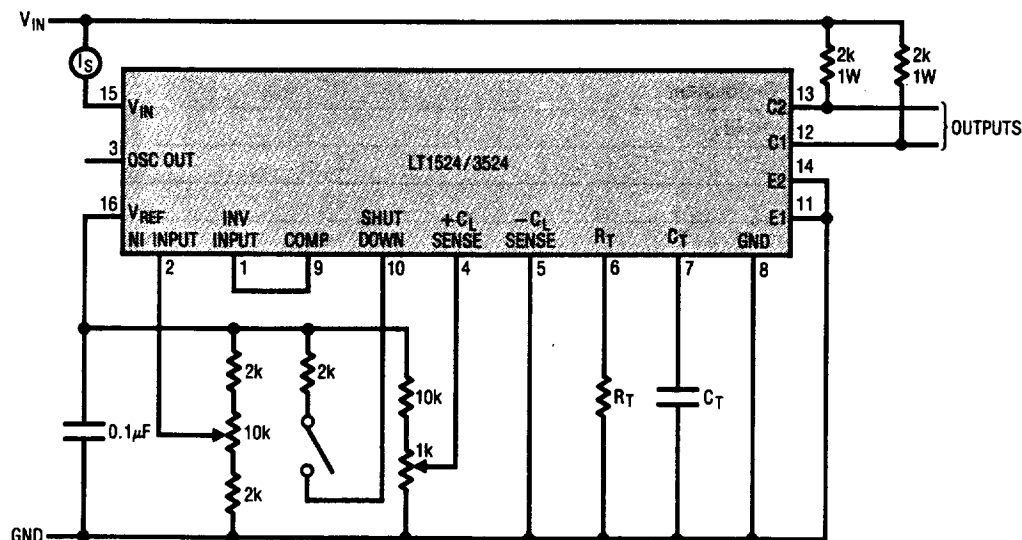 V_IN
I_S
2k
1W
2k
1W
15
V_IN
13
C2
3
OSC OUT
12
C1
OUTPUTS
LT1524/3524
14
E2
16
V_REF
11
E1
NI INPUT
INV
INPUT
COMP
SHUT
DOWN
+C_L
SENSE
−C_L
SENSE
R_T
C_T
GND
2
1
9
10
4
5
6
7
8
2k
2k
10k
R_T
C_T
0.1µF
10k
1k
2k
GND